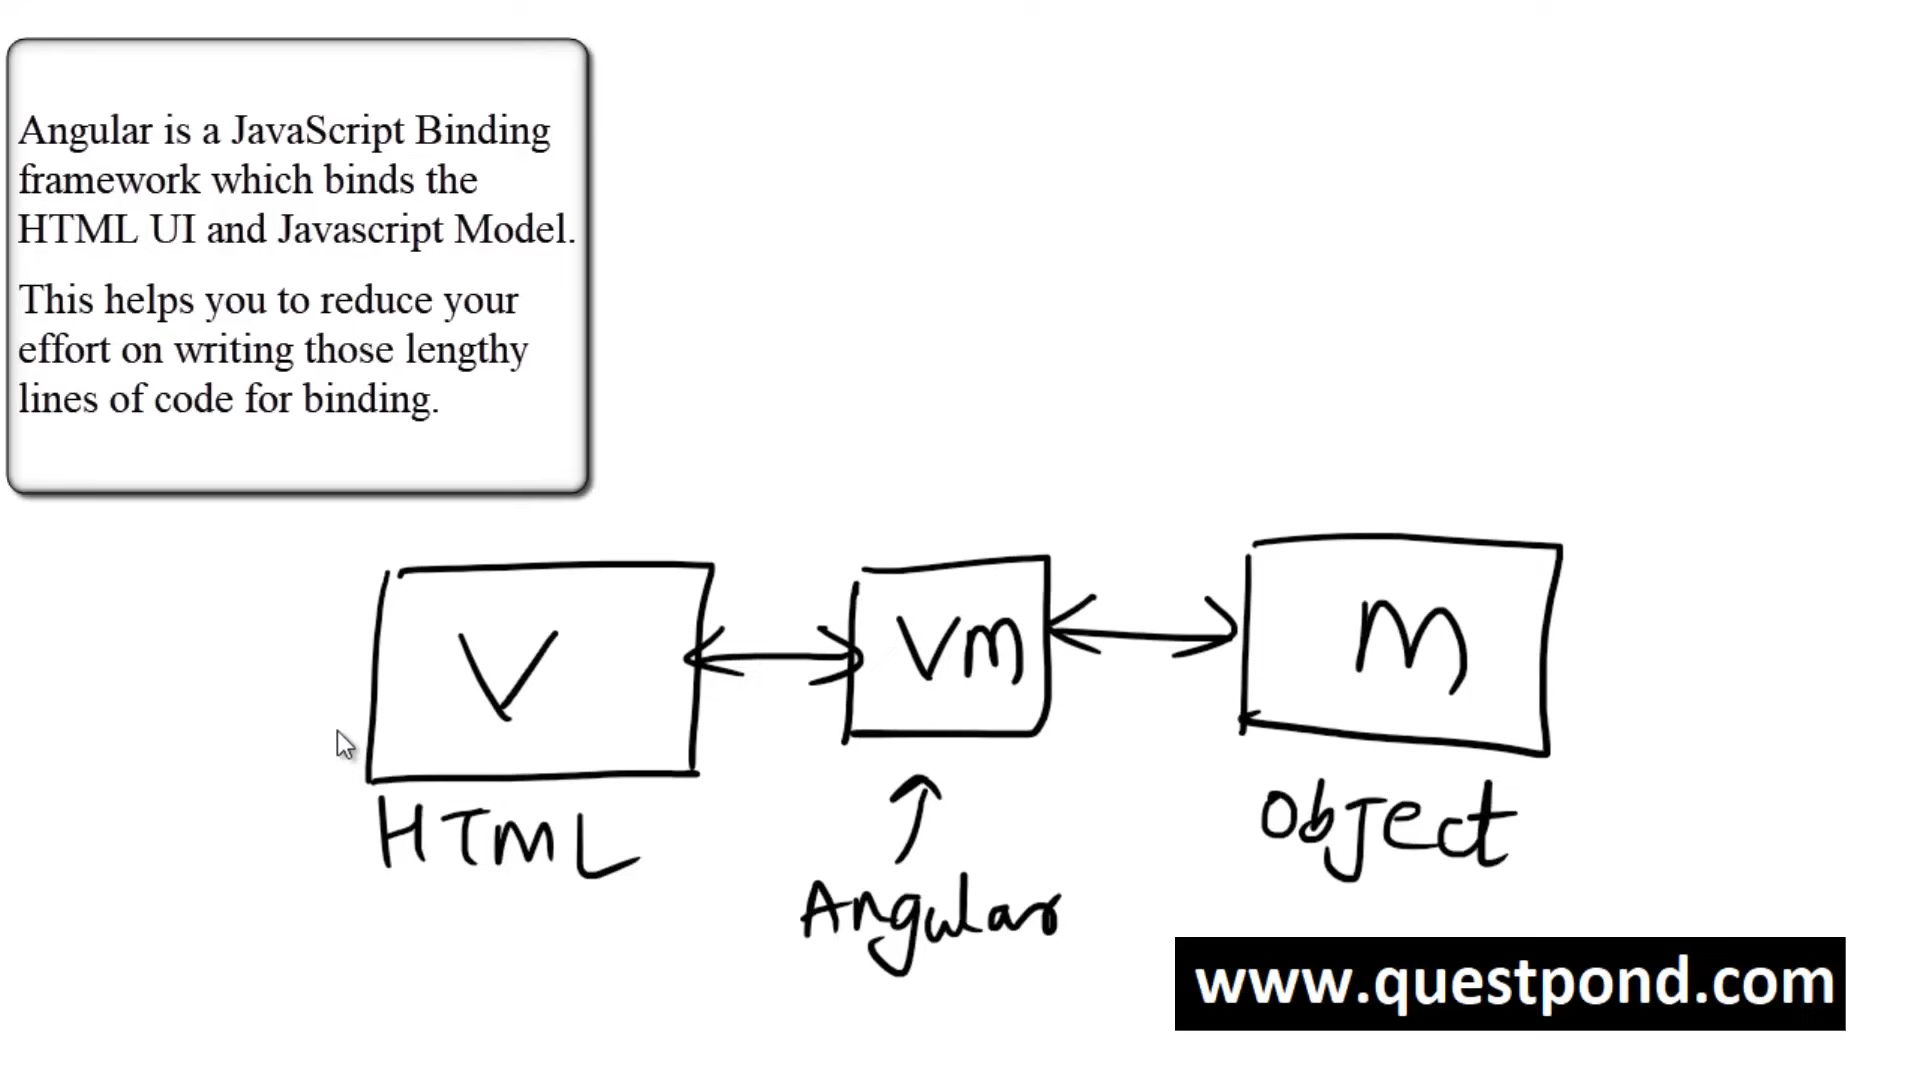 Angular is a JavaScript Binding
framework which binds the
HTML UI and Javascript Model.
This helps you to reduce your
effort on writing those lengthy
lines of code for binding.
V
Vm
M
HTML
Object
Angular
www.questpond.com